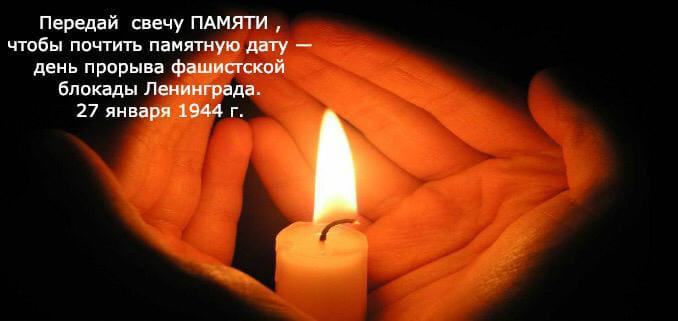 Передай свечу ПАМЯТИ ,
чтобы почтить памятную дату —
день прорыва фашистской
блокады Ленинграда.
27 января 1944 г.